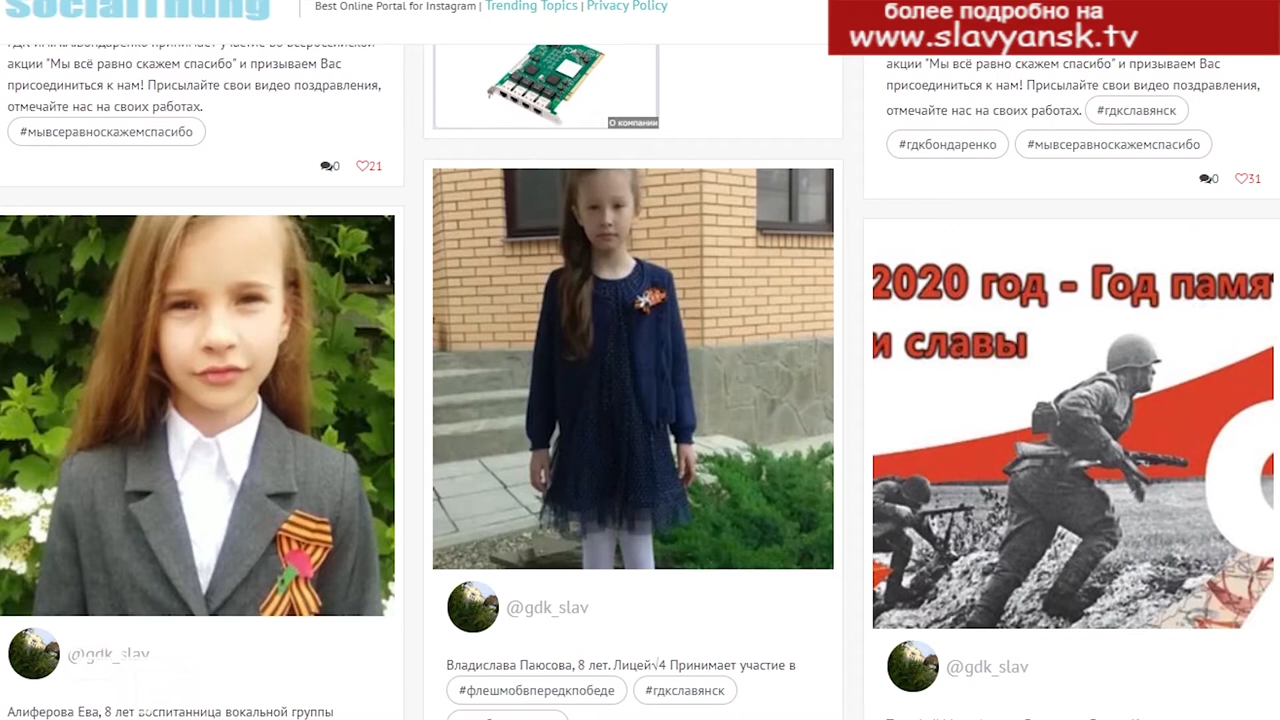 SocialThung
Best Online Portal for Instagram | Trending Topics | Privacy Policy
более подробно на
www.slavyansk.tv
акции "Мы всё равно скажем спасибо" и призываем Вас
присоединиться к нам! Присылайте свои видео поздравления,
отмечайте нас на своих работах.
#мывсеравноскажемспасибо
0 21
Алиферова Ева, 8 лет воспитанница вокальной группы
@gdk_slav
О компании
@gdk_slav
Владислава Паюсова, 8 лет. Лицей√4 Принимает участие в
#флешмобвпередкпобеде #гдкславянск
акции "Мы всё равно скажем спасибо" и призываем Вас
присоединиться к нам! Присылайте свои видео поздравления,
отмечайте нас на своих работах. #гдкславянск
#гдкбондаренко #мывсеравноскажемспасибо
0 31
2020 год - Год памят
и славы
@gdk_slav